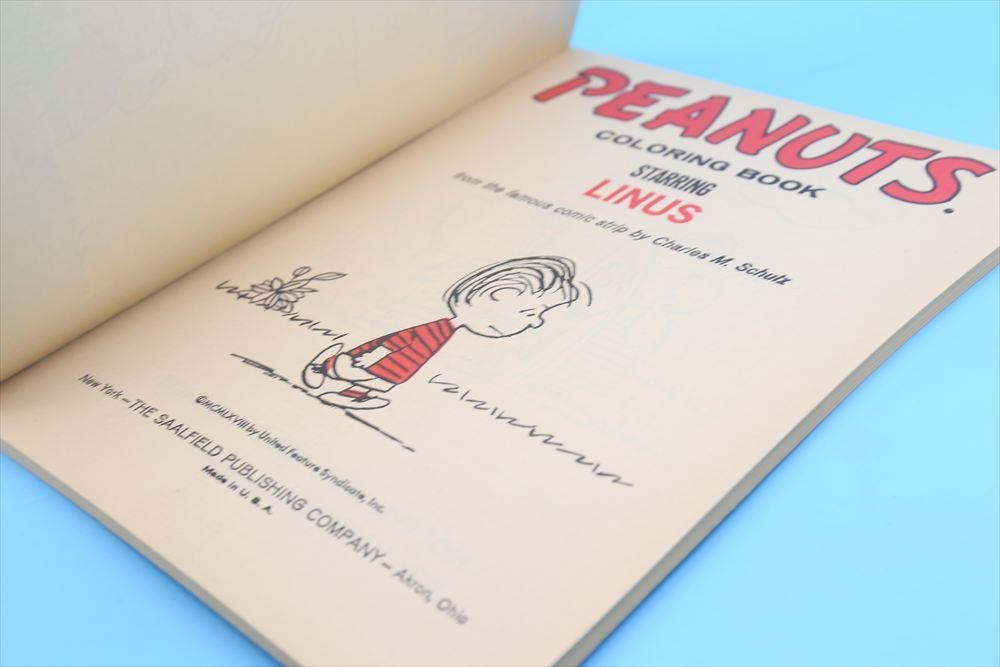 PEANUTS.
COLORING BOOK
STARRING
LINUS
from the famous comic strip by Charles M. Schulz
©MCMLXVIII by United Feature Syndicate, Inc.
New York — THE SAALFIELD PUBLISHING COMPANY — Akron, Ohio
Made in U. S. A.